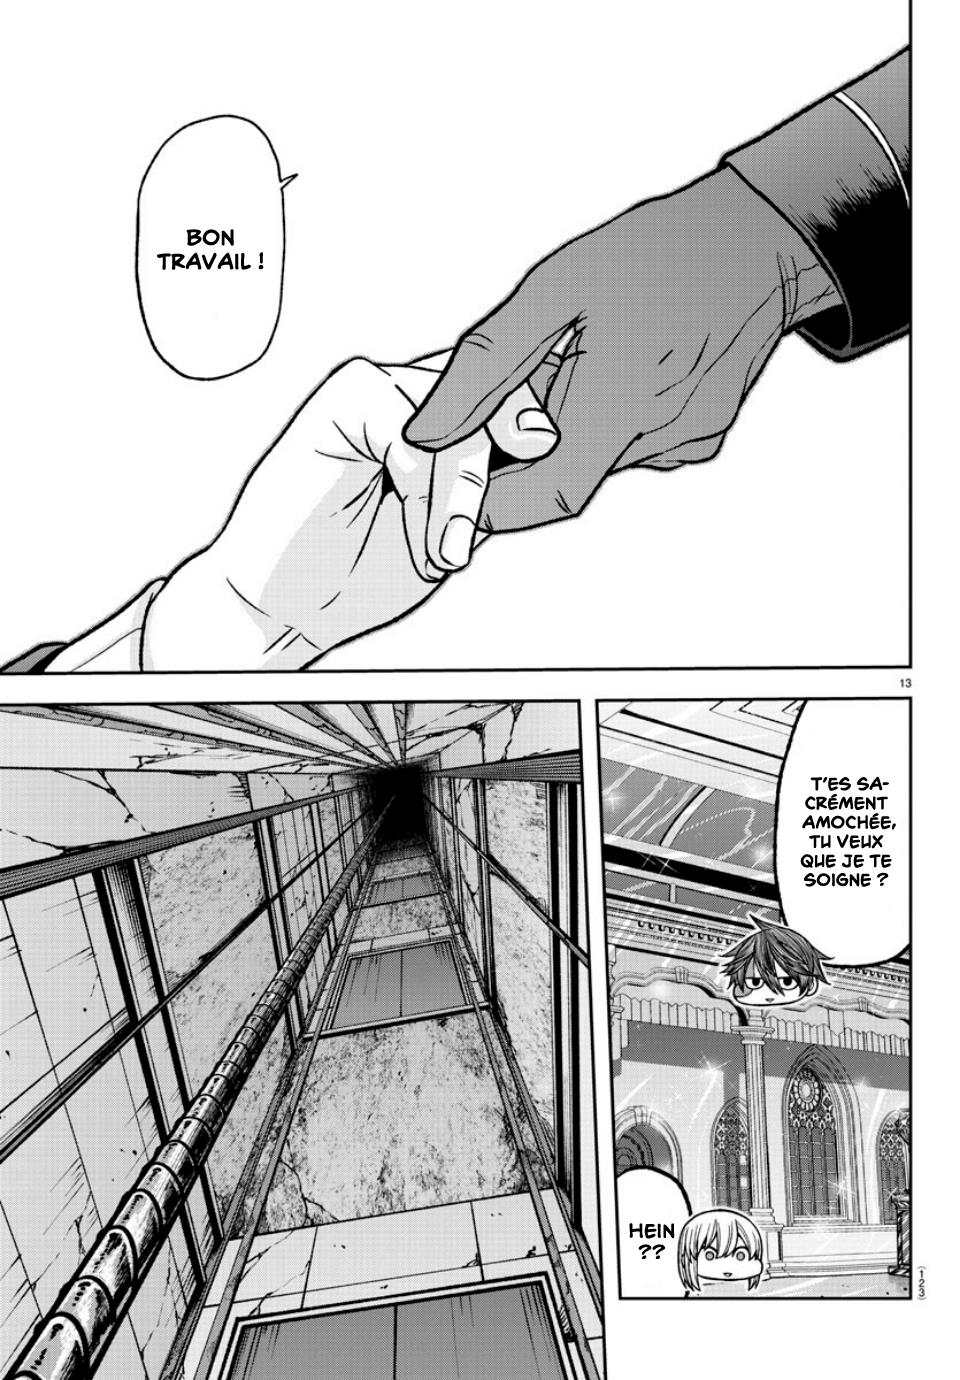 BON
TRAVAIL !
13
T'ES SA-
CRÉMENT
AMOCHÉE,
TU VEUX
QUE JE TE
SOIGNE ?
HEIN
??
(123)